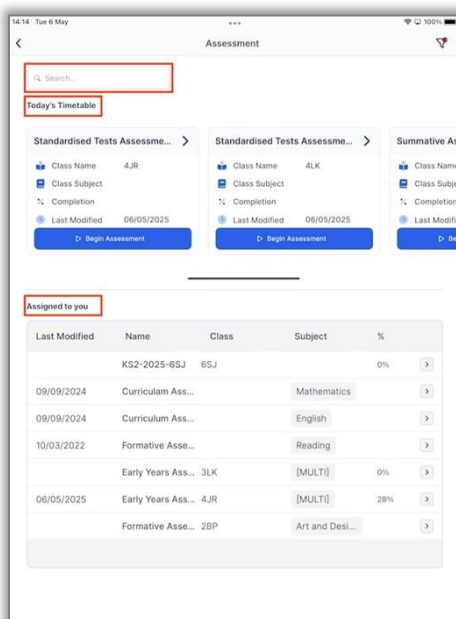 14:14 Tue 6 May
100%
Assessment
Search...
Today's Timetable
Standardised Tests Assessme...
Class Name 4JR
Class Subject
Completion
Last Modified 06/05/2025
Begin Assessment
Standardised Tests Assessme...
Class Name 4LK
Class Subject
Completion
Last Modified 06/05/2025
Begin Assessment
Summative As
Class Name
Class Subje
Completion
Last Modifi
Be
Assigned to you
Last Modified Name Class Subject %
KS2-2025-6SJ 6SJ 0%
09/09/2024 Curriculam Ass... Mathematics
09/09/2024 Curriculum Ass... English
10/03/2022 Formative Asse... Reading
Early Years Ass... 3LK [MULTI] 0%
06/05/2025 Early Years Ass... 4JR [MULTI] 28%
Formative Asse... 2BP Art and Desi...